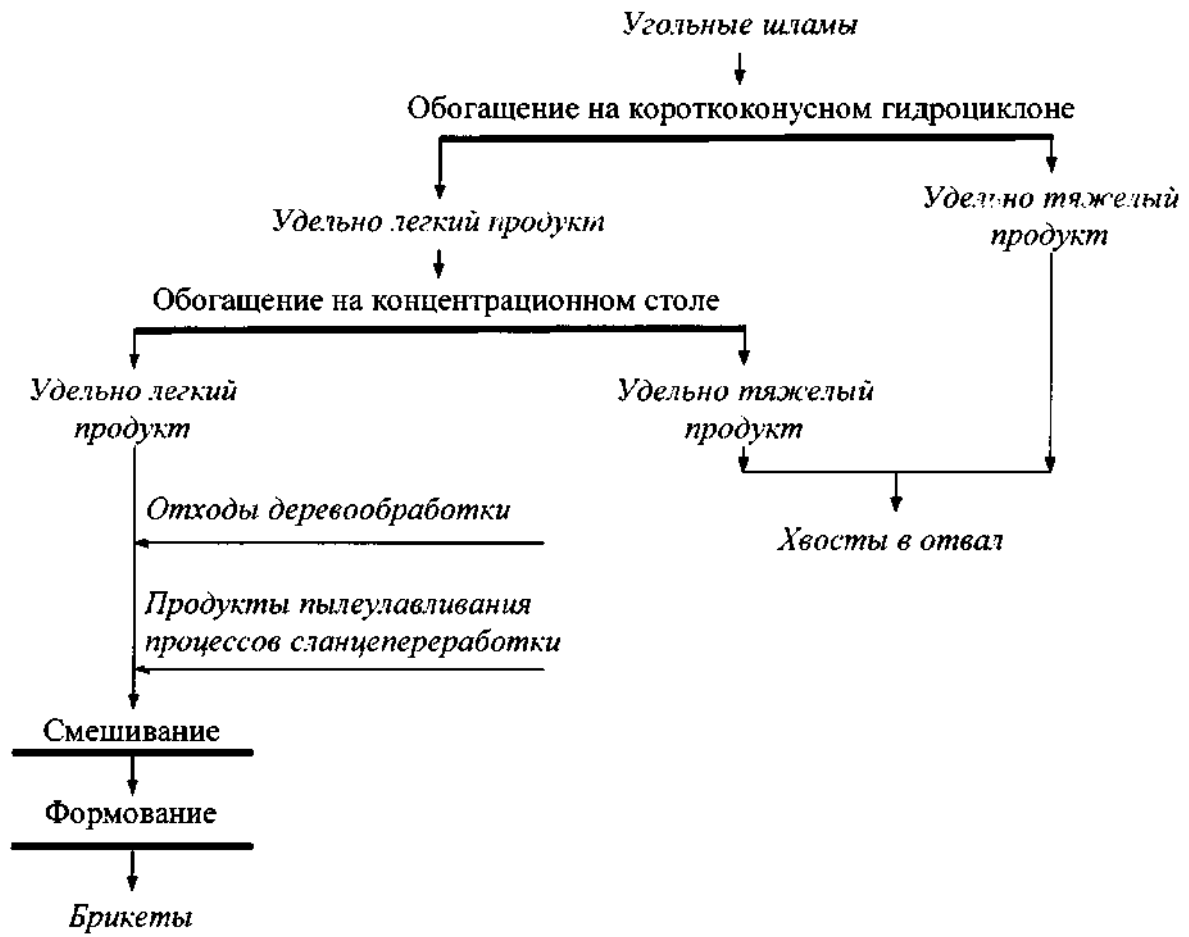 Угольные шламы
Обогащение на короткоконусном гидроциклоне
Удельно легкий продукт
Удельно тяжелый
продукт
Обогащение на концентрационном столе
Удельно легкий
продукт
Удельно тяжелый
продукт
Отходы деревообработки
Хвосты в отвал
Продукты пылеулавливания
процессов сланцепереработки
Смешивание
Формование
Брикеты